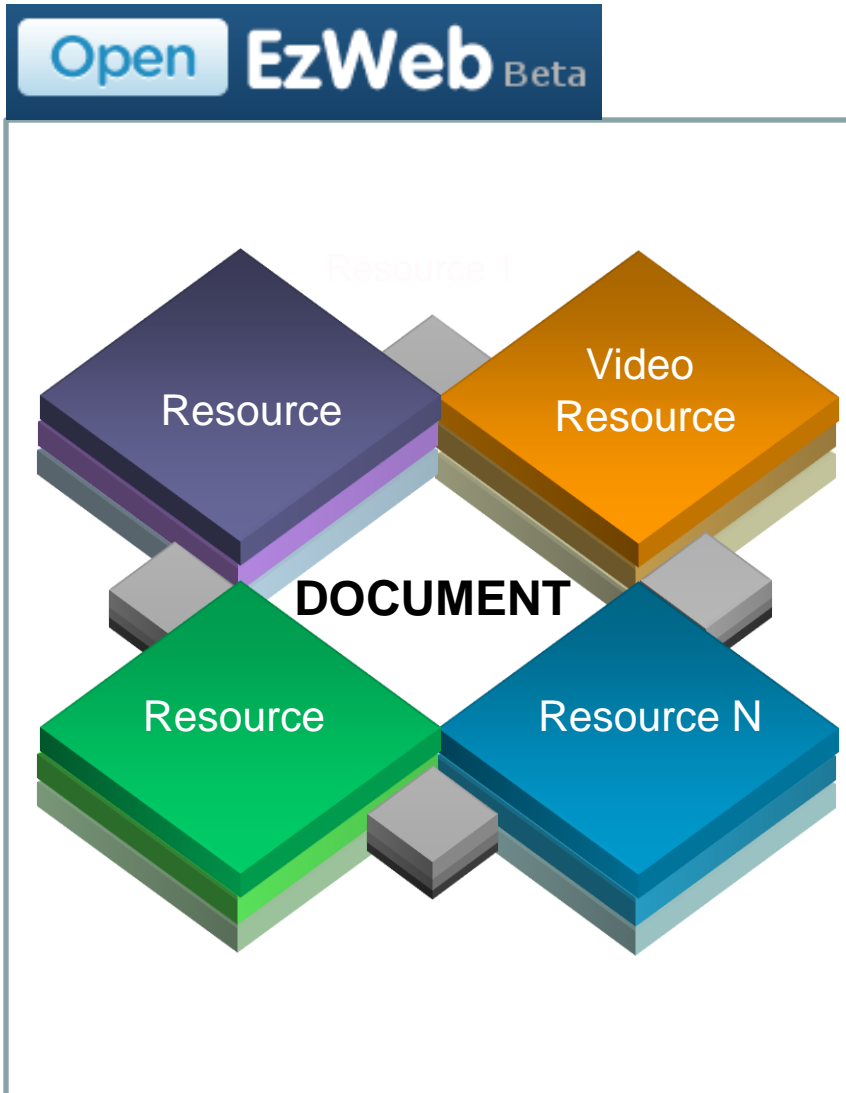 Open EzWeb Beta
Resource 1
Resource
Video
Resource
DOCUMENT
Resource
Resource N